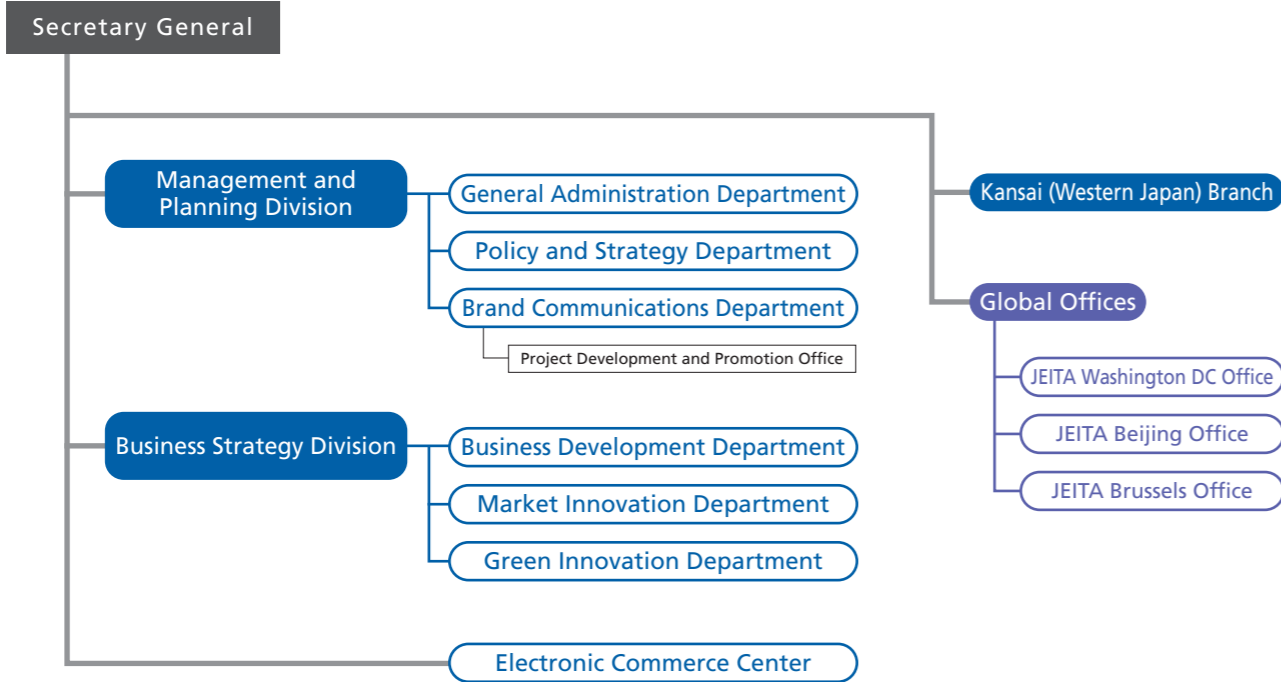 Secretary General
Management and
Planning Division
General Administration Department
Policy and Strategy Department
Brand Communications Department
Project Development and Promotion Office
Business Strategy Division
Business Development Department
Market Innovation Department
Green Innovation Department
Electronic Commerce Center
Kansai (Western Japan) Branch
Global Offices
JEITA Washington DC Office
JEITA Beijing Office
JEITA Brussels Office